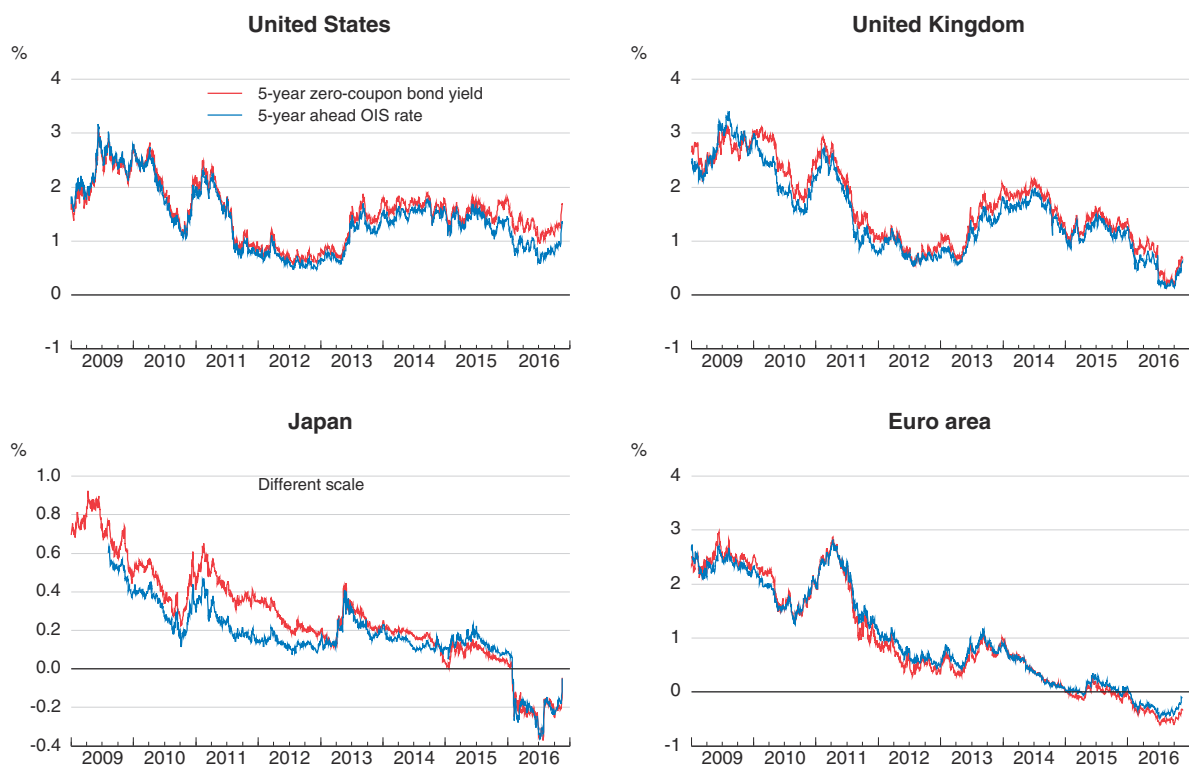 United States
%
4
3
2
1
0
-1
5-year zero-coupon bond yield
5-year ahead OIS rate
2009 2010 2011 2012 2013 2014 2015 2016
United Kingdom
%
4
3
2
1
0
-1
2009 2010 2011 2012 2013 2014 2015 2016
Japan
%
1.0
0.8
0.6
0.4
0.2
0.0
-0.2
-0.4
Different scale
2009 2010 2011 2012 2013 2014 2015 2016
Euro area
%
4
3
2
1
0
-1
2009 2010 2011 2012 2013 2014 2015 2016